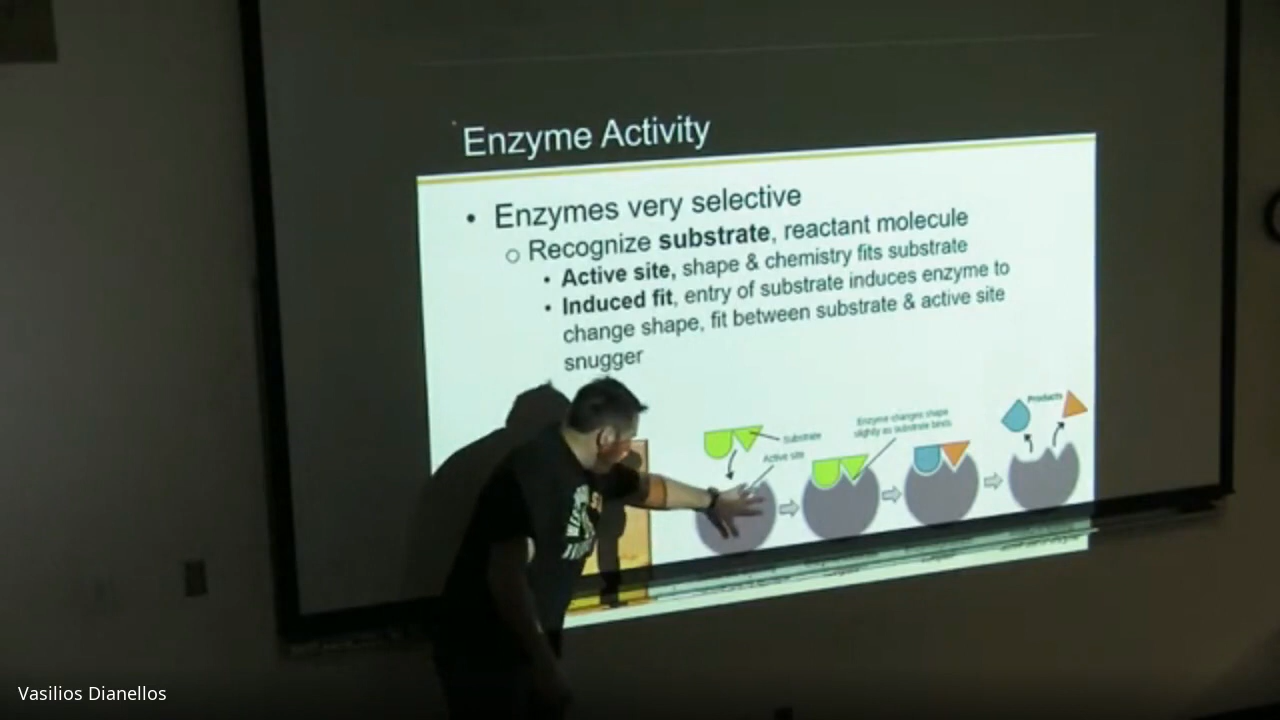 Enzyme Activity
• Enzymes very selective
○ Recognize substrate, reactant molecule
• Active site, shape & chemistry fits substrate
• Induced fit, entry of substrate induces enzyme to
change shape, fit between substrate & active site
snugger
Substrate
Active site
Enzyme changes shape
slightly as substrate binds
Products
Vasilios Dianellos